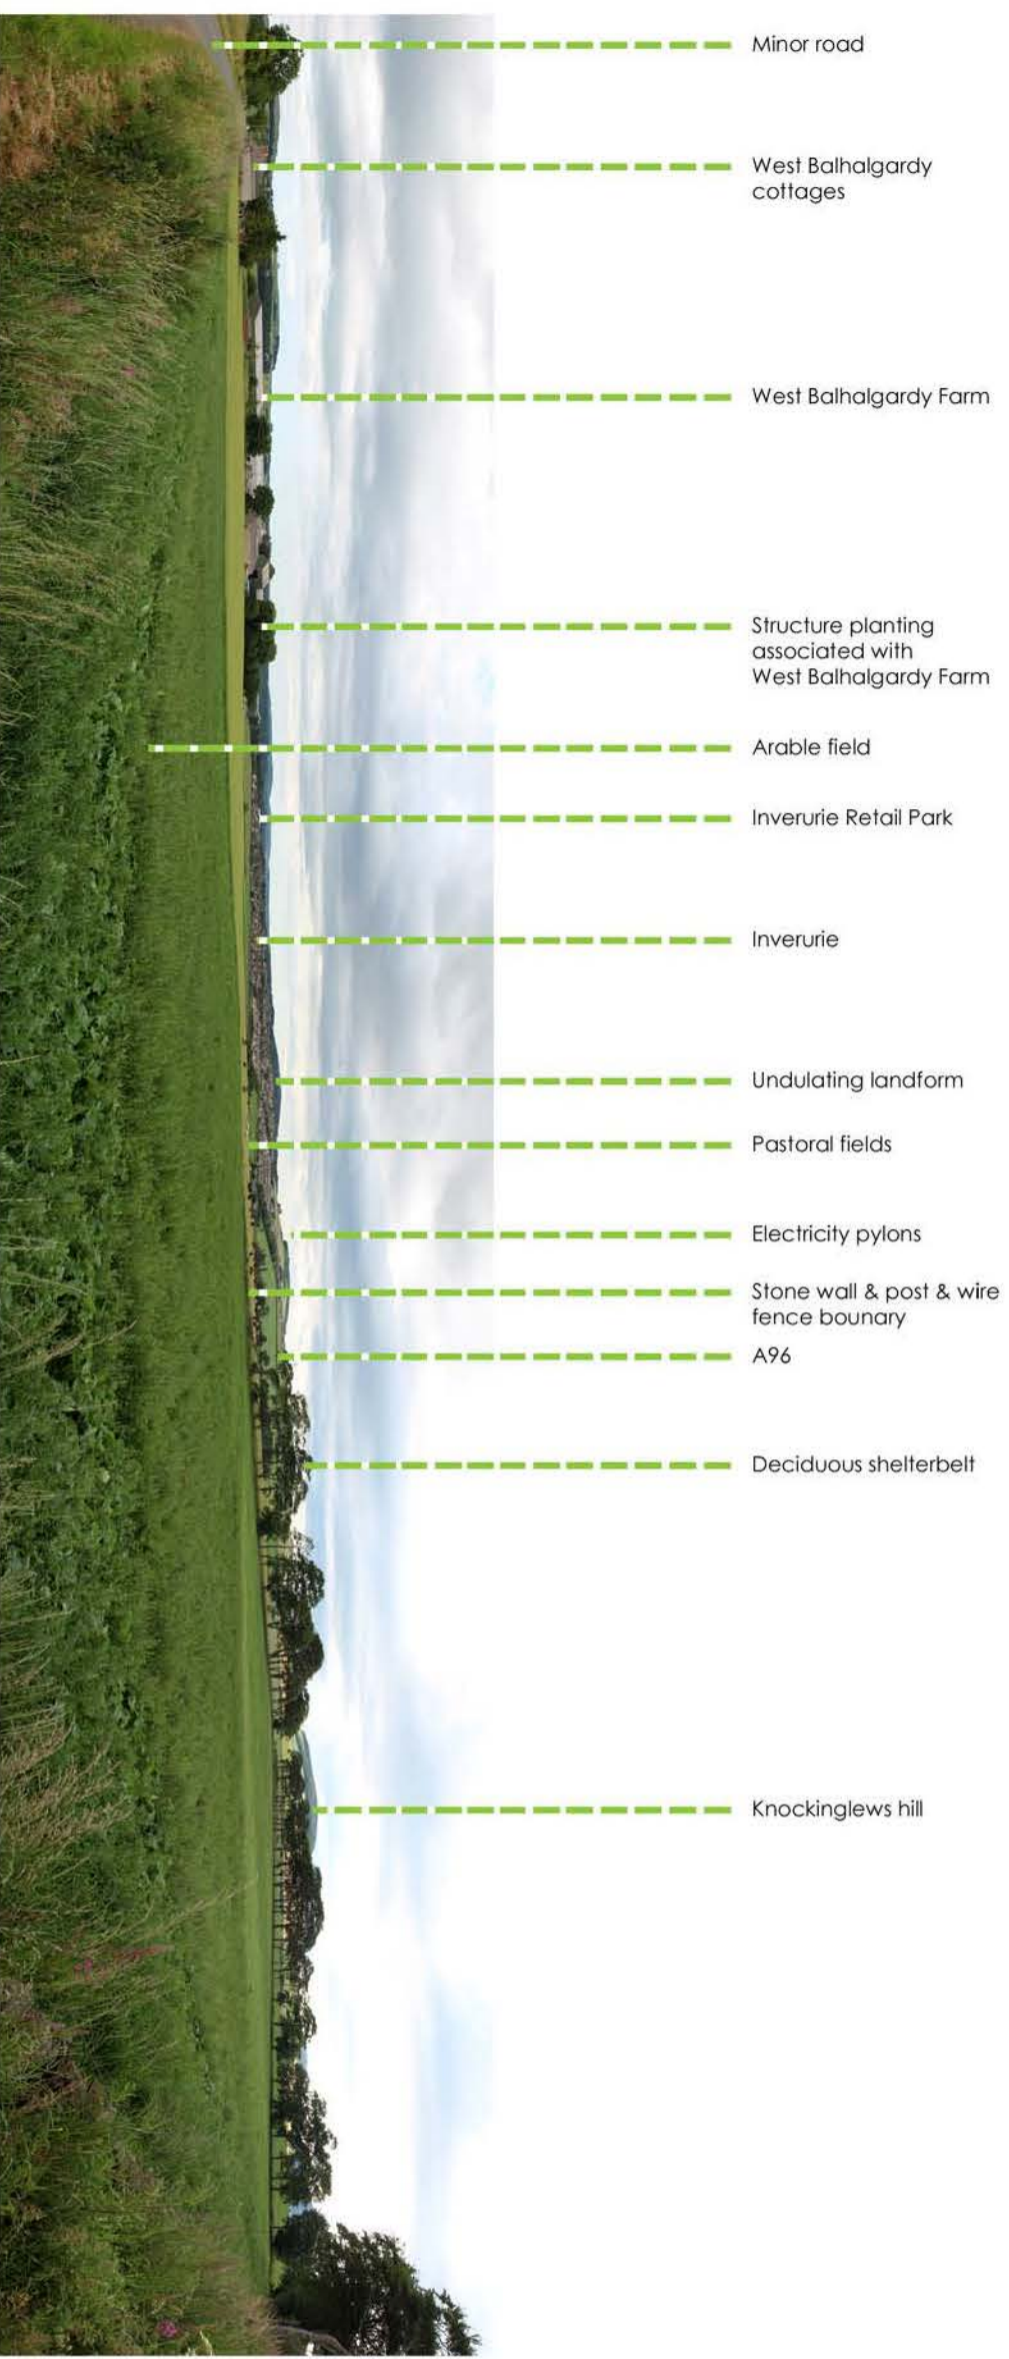 Minor road
West Balhalgardy
cottages
West Balhalgardy Farm
Structure planting
associated with
West Balhalgardy Farm
Arable field
Inverurie Retail Park
Inverurie
Undulating landform
Pastoral fields
Electricity pylons
Stone wall & post & wire
fence bounary
A96
Deciduous shelterbelt
Knockinglews hill